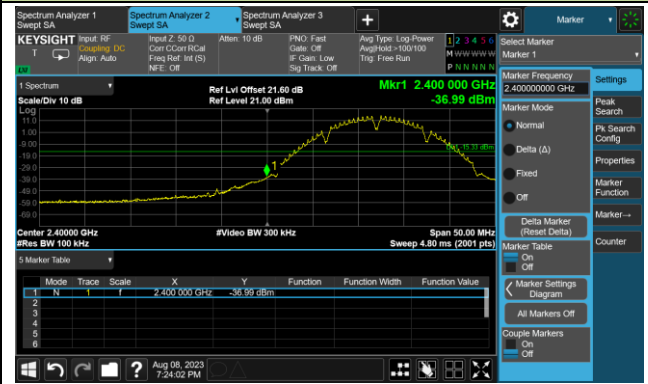 Spectrum Analyzer 1
Swept SA
Spectrum Analyzer 2
Swept SA
Spectrum Analyzer 3
Swept SA
+
Marker
KEYSIGHT
T
LW
Input: RF
Coupling: DC
Align: Auto
Input Z: 50 Ω
Corr CCorr RCal
Freq Ref: Int (S)
NFE: Off
Atten: 10 dB
PNO: Fast
Gate: Off
IF Gain: Low
Sig Track: Off
Avg Type: Log-Power
Avg|Hold:>100/100
Trig: Free Run
1 2 3 4 5 6
M W W W W W
P N N N N N
Select Marker
Marker 1
1 Spectrum
Scale/Div 10 dB
Log
Ref Lvl Offset 21.60 dB
Ref Level 21.00 dBm
Mkr1 2.400 000 GHz
-36.99 dBm
11.0
1.00
-9.00
-19.0
-29.0
-39.0
-49.0
-59.0
-69.0
1
Center 2.40000 GHz
#Res BW 100 kHz
#Video BW 300 kHz
Span 50.00 MHz
Sweep 4.80 ms (2001 pts)
5 Marker Table
Mode Trace Scale X Y Function Function Width Function Value
1 N 1 f 2.400 000 GHz -36.99 dBm
2
3
4
5
6
Marker Frequency
2.400000000 GHz
Marker Mode
Normal
Delta (Δ)
Fixed
Off
Delta Marker
(Reset Delta)
Marker Table
On
Off
Marker Settings
Diagram
All Markers Off
Couple Markers
On
Off
Settings
Peak
Search
Pk Search
Config
Properties
Marker
Function
Marker→
Counter
?
Aug 08, 2023
7:24:02 PM